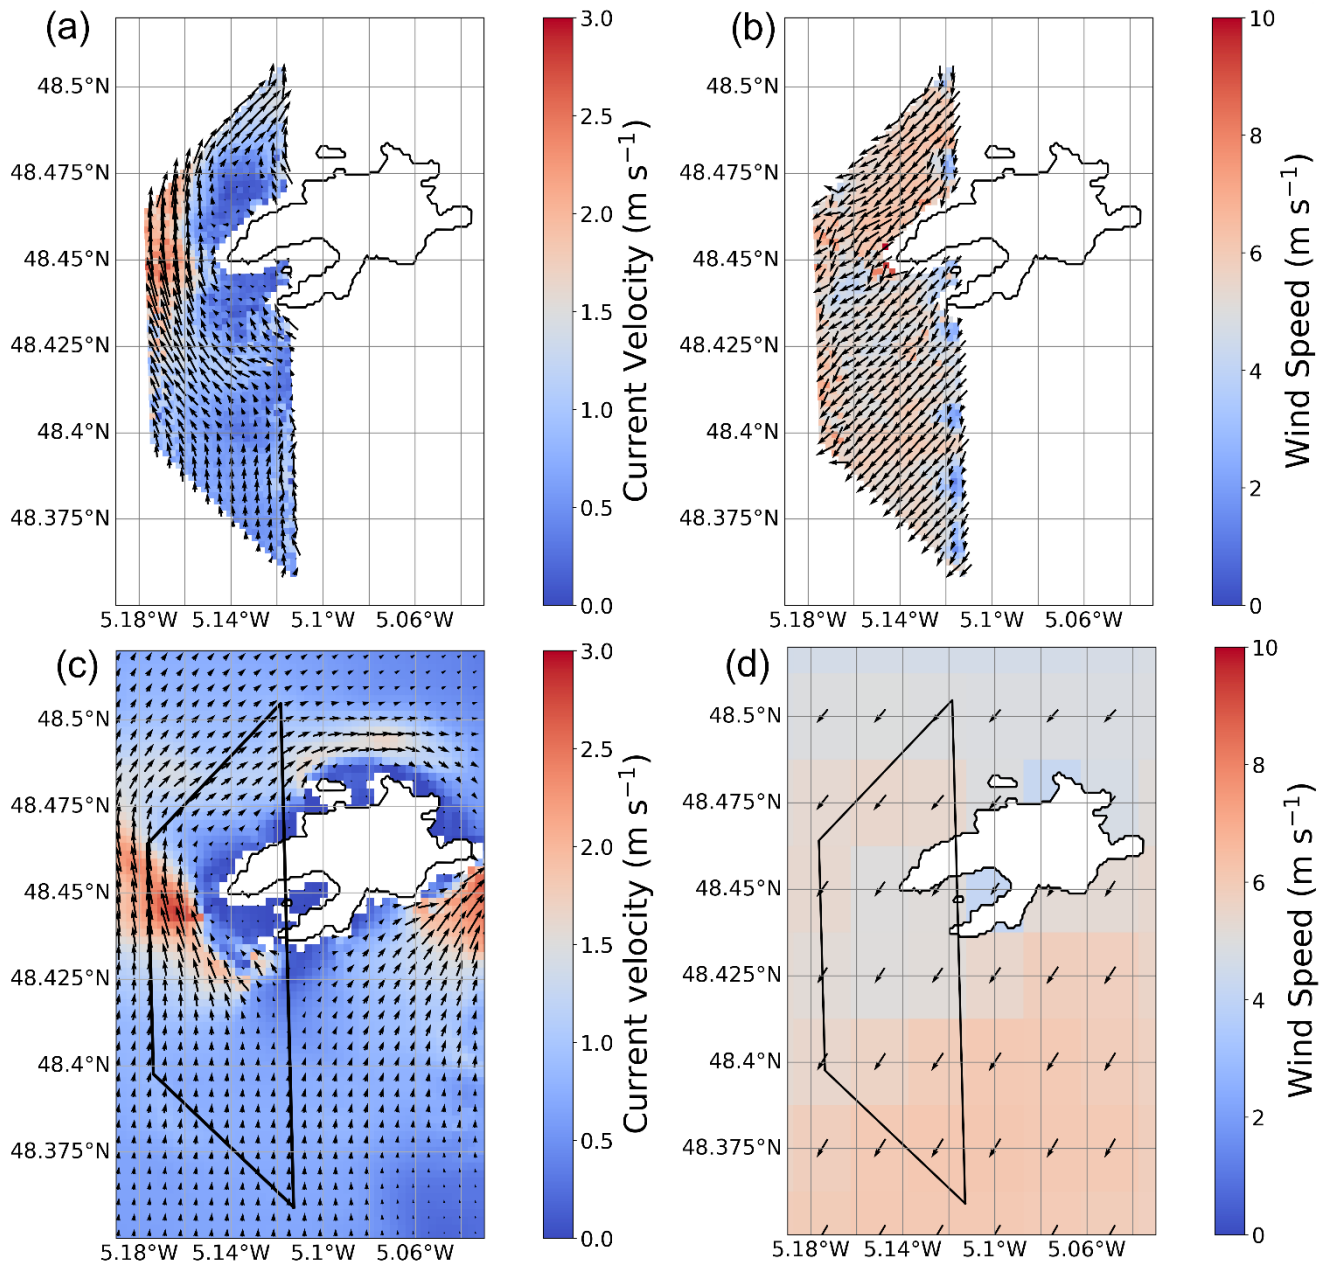 (a)
48.5°N
48.475°N
48.45°N
48.425°N
48.4°N
48.375°N
5.18°W 5.14°W 5.1°W 5.06°W
3.0
2.5
2.0
1.5
1.0
0.5
0.0
Current Velocity (m s⁻¹)
(b)
48.5°N
48.475°N
48.45°N
48.425°N
48.4°N
48.375°N
5.18°W 5.14°W 5.1°W 5.06°W
10
8
6
4
2
0
Wind Speed (m s⁻¹)
(c)
48.5°N
48.475°N
48.45°N
48.425°N
48.4°N
48.375°N
5.18°W 5.14°W 5.1°W 5.06°W
3.0
2.5
2.0
1.5
1.0
0.5
0.0
Current velocity (m s⁻¹)
(d)
48.5°N
48.475°N
48.45°N
48.425°N
48.4°N
48.375°N
5.18°W 5.14°W 5.1°W 5.06°W
10
8
6
4
2
0
Wind Speed (m s⁻¹)